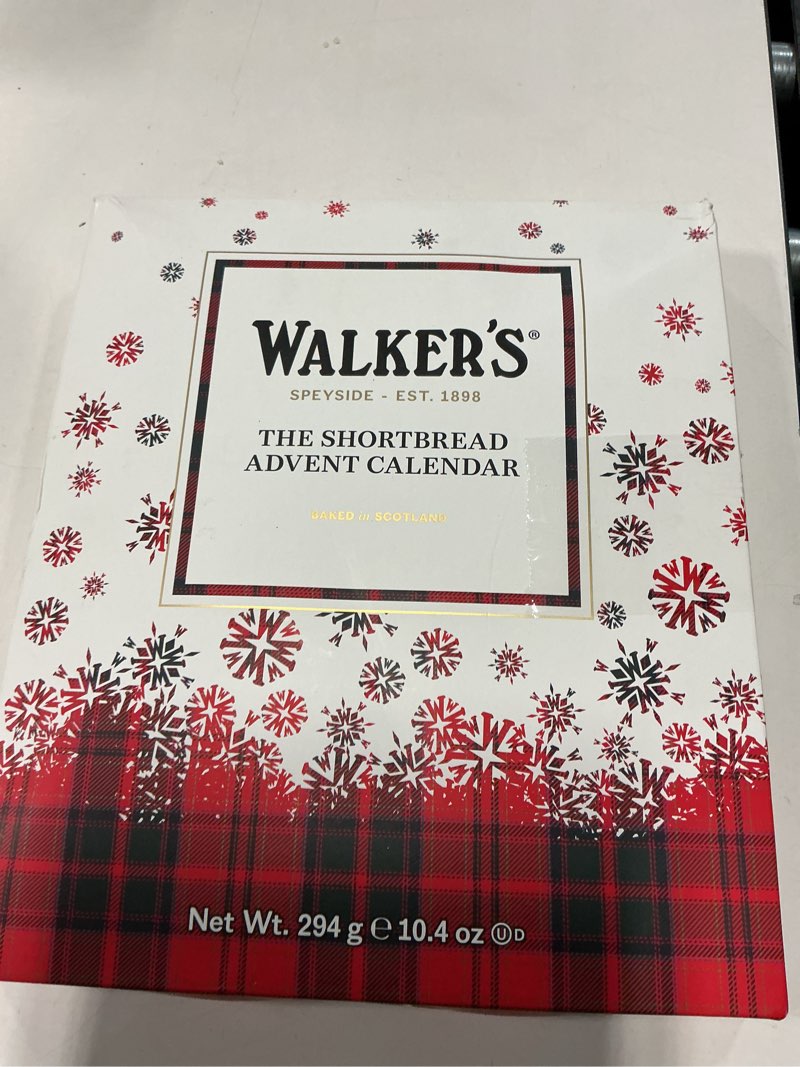 WALKER'S®
SPEYSIDE - EST. 1898
THE SHORTBREAD
ADVENT CALENDAR
BAKED in SCOTLAND
Net Wt. 294 g ℮ 10.4 oz ⓊD